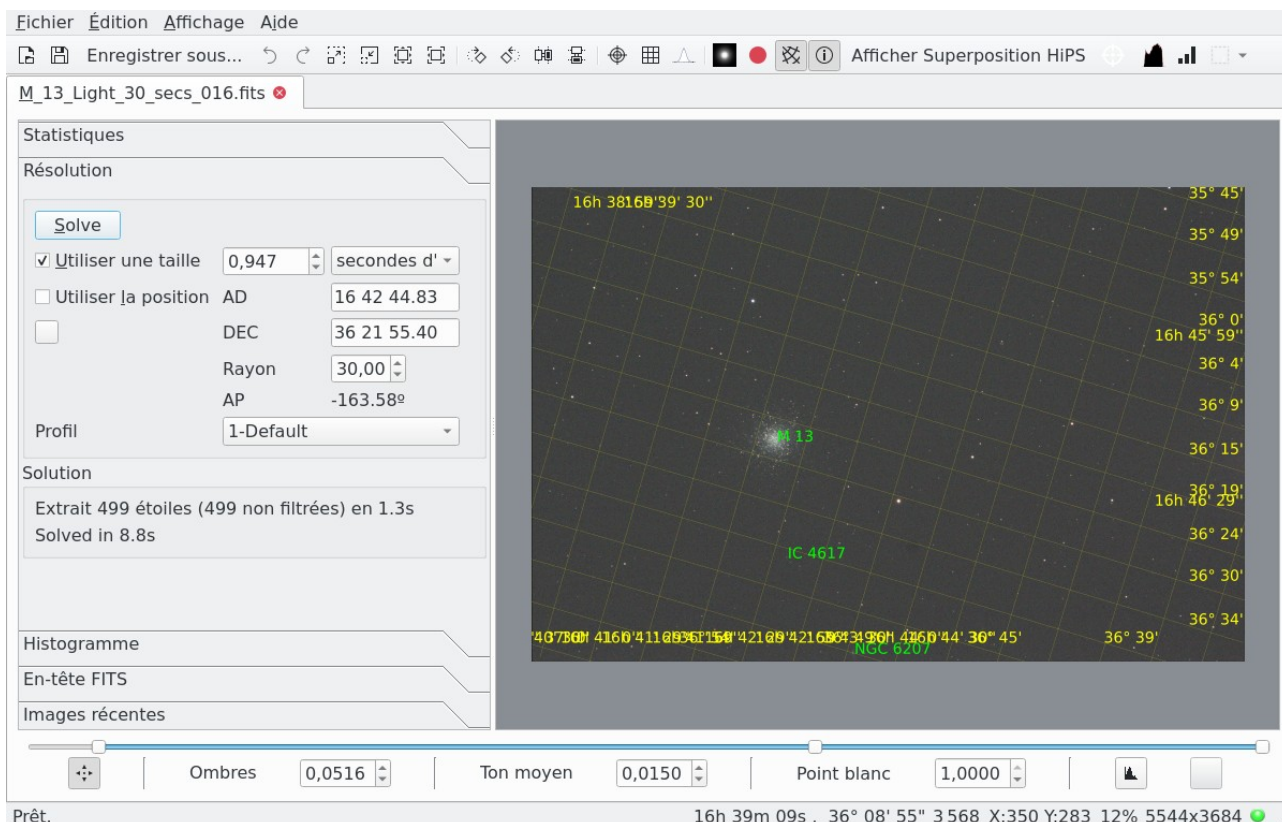 Fichier Édition Affichage Aide
Enregistrer sous... Afficher Superposition HiPS
M_13_Light_30_secs_016.fits
Statistiques
Résolution
Solve
Utiliser une taille 0,947 secondes d'
Utiliser la position AD 16 42 44.83
DEC 36 21 55.40
Rayon 30,00
AP -163.58º
Profil 1-Default
Solution
Extrait 499 étoiles (499 non filtrées) en 1.3s
Solved in 8.8s
Histogramme
En-tête FITS
Images récentes
16h 38' 39' 30''
35° 45'
35° 49'
35° 54'
36° 0'
16h 45' 59''
36° 4'
36° 9'
M 13
36° 15'
36° 19'
16h 46' 29''
36° 24'
IC 4617
36° 30'
36° 34'
45'
36° 39'
NGC 6207
Ombres 0,0516 Ton moyen 0,0150 Point blanc 1,0000
Prêt. 16h 39m 09s , 36° 08' 55" 3 568 X:350 Y:283 12% 5544x3684